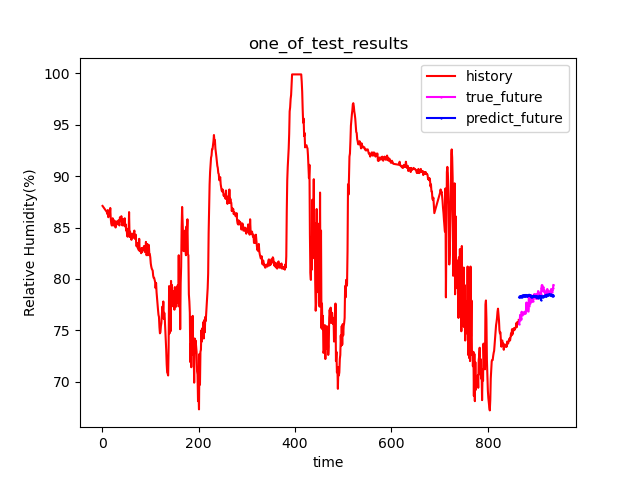 one_of_test_results
history
true_future
predict_future
100
95
90
85
80
75
70
Relative Humidity(%)
0
200
400
600
800
time